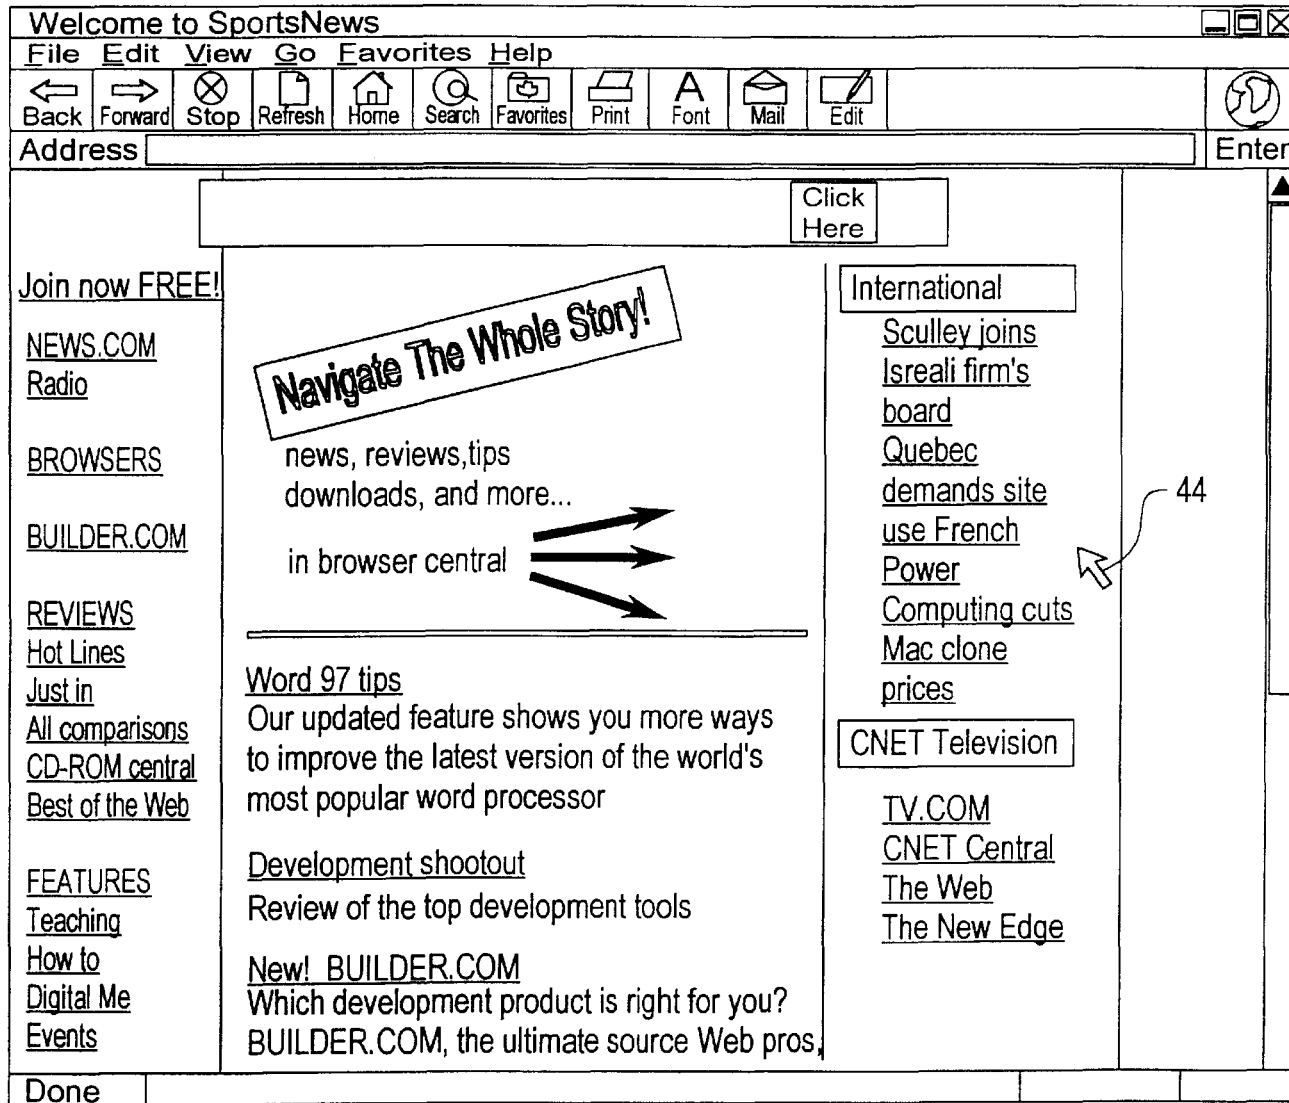 Welcome to SportsNews
File Edit View Go Favorites Help
Back Forward Stop Refresh Home Search Favorites Print Font Mail Edit
Address Enter
Click
Here
Join now FREE!
NEWS.COM
Radio
BROWSERS
BUILDER.COM
REVIEWS
Hot Lines
Just in
All comparisons
CD-ROM central
Best of the Web
FEATURES
Teaching
How to
Digital Me
Events
Navigate The Whole Story!
news, reviews,tips
downloads, and more...
in browser central
Word 97 tips
Our updated feature shows you more ways
to improve the latest version of the world's
most popular word processor
Development shootout
Review of the top development tools
New! BUILDER.COM
Which development product is right for you?
BUILDER.COM, the ultimate source Web pros,
International
Sculley joins
Isreali firm's
board
Quebec
demands site
use French
Power
Computing cuts
Mac clone
prices
CNET Television
TV.COM
CNET Central
The Web
The New Edge
44
Done